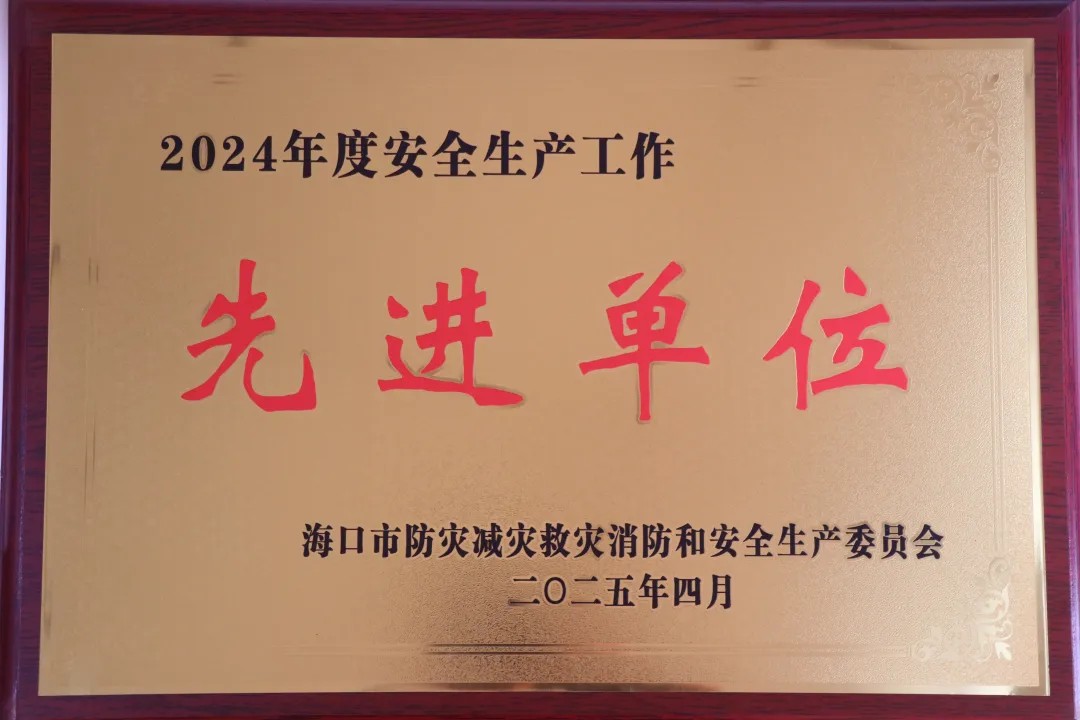 2024年度安全生产工作
先进单位
海口市防灾减灾救灾消防和安全生产委员会
二〇二五年四月